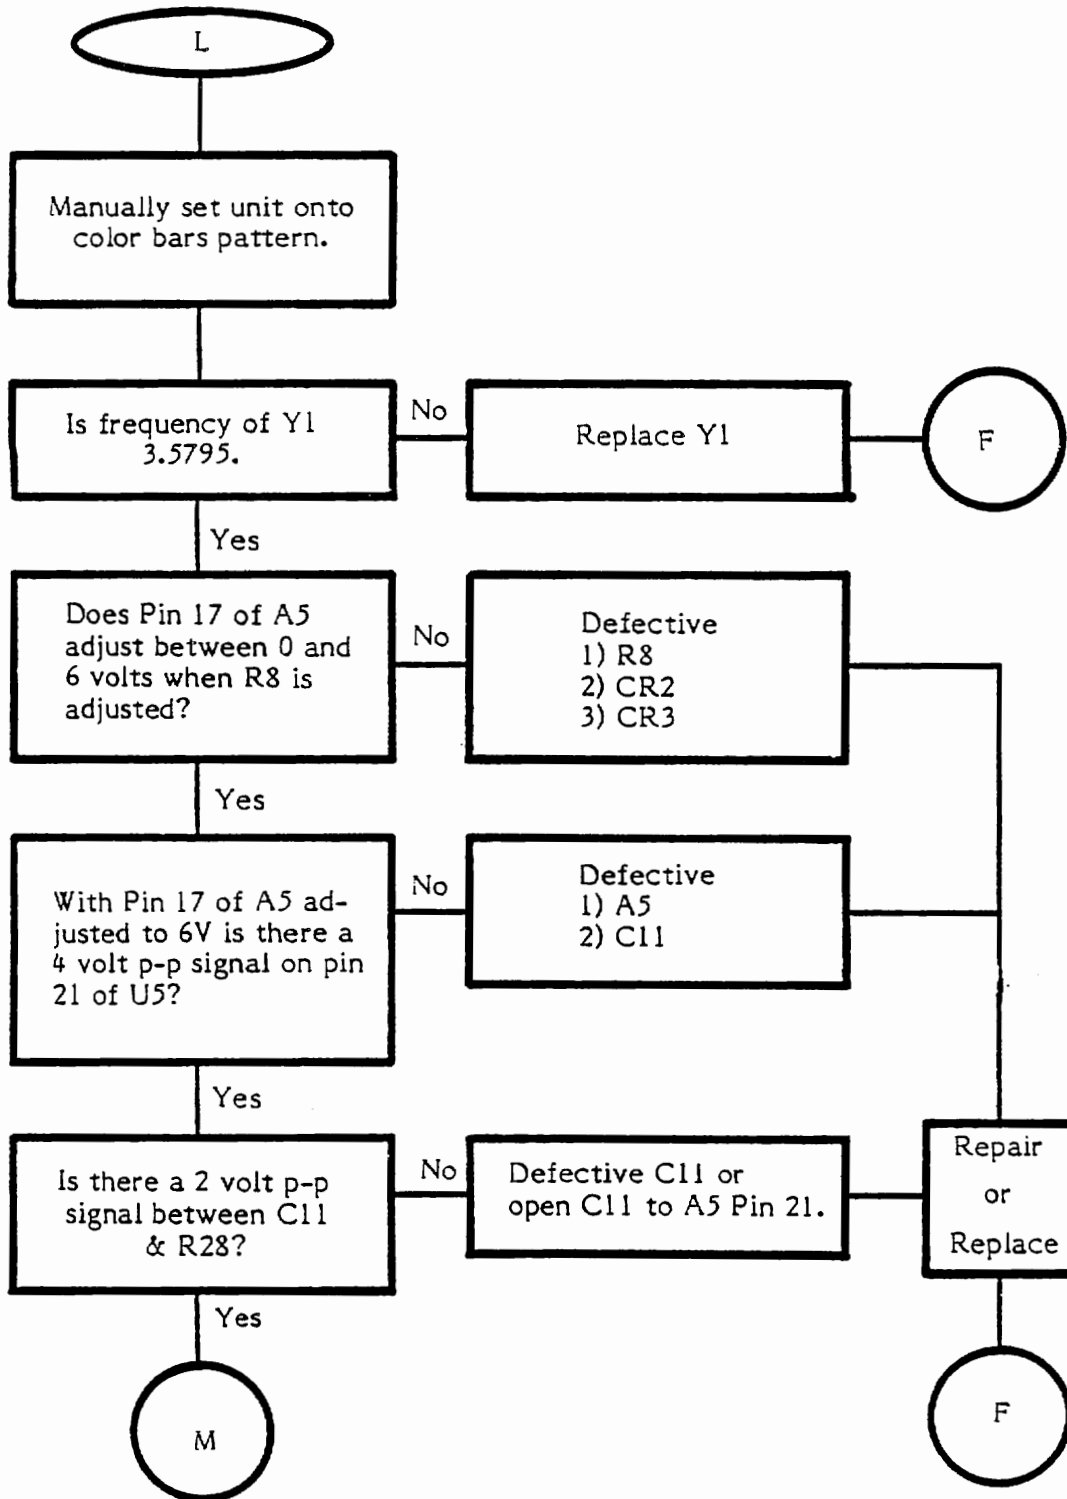 L
Manually set unit onto
color bars pattern.
Is frequency of Y1
3.5795.
No
Replace Y1
F
Yes
Does Pin 17 of A5
adjust between 0 and
6 volts when R8 is
adjusted?
No
Defective
1) R8
2) CR2
3) CR3
Yes
With Pin 17 of A5 ad-
justed to 6V is there a
4 volt p-p signal on pin
21 of U5?
No
Defective
1) A5
2) C11
Yes
Is there a 2 volt p-p
signal between C11
& R28?
No
Defective C11 or
open C11 to A5 Pin 21.
Repair
or
Replace
Yes
M
F